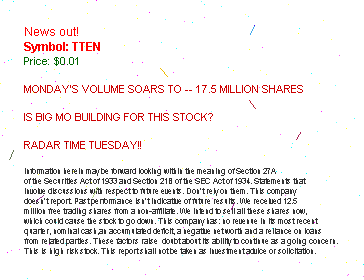 News out!
Symbol: TTEN
Price: $0.01
MONDAY'S VOLUME SOARS TO -- 17.5 MILLION SHARES
IS BIG MO BUILDING FOR THIS STOCK?
RADAR TIME TUESDAY!!
Information herein may be forward looking within the meaning of Section 27A
of the Securities Act of 1933 and Section 21B of the SEC Act of 1934. Statements that
involve discussions with respect to future events. Don't rely on them. This company
doesn't report. Past performance isn't indicative of future results. We received 12.5
million free trading shares from a non-affiliate. We intend to sell all these shares now,
which could cause the stock to go down. This company has: no revenue in its most recent
quarter, nominal cash, an accumulated deficit, a negative net worth and a reliance on loans
from related parties. These factors raise doubt about its ability to continue as a going concern.
This is high risk stock. This report shall not be taken as investment advice or solicitation.